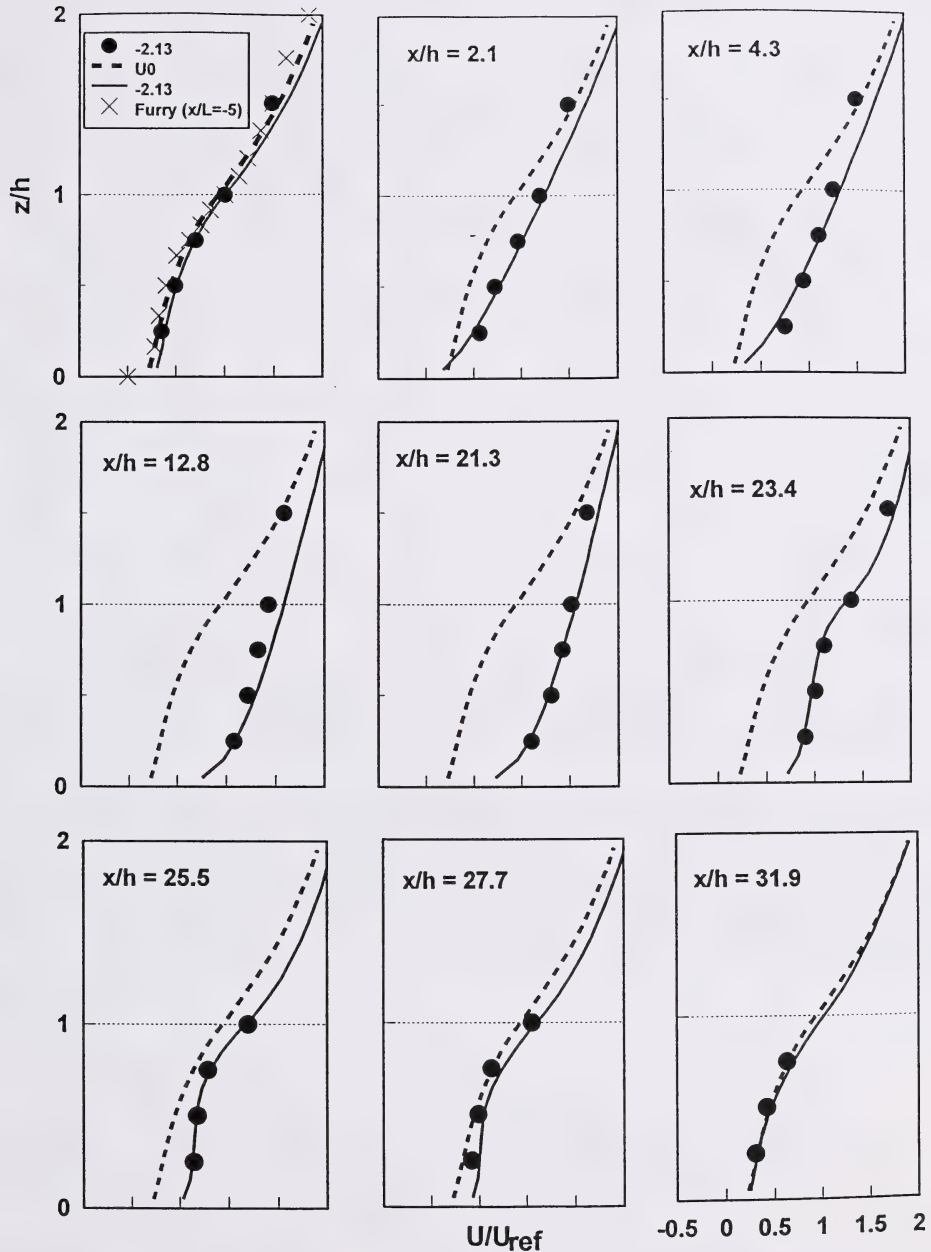 2
-2.13
U0
-2.13
Furry (x/L=-5)
z/h
1
0
x/h = 2.1
x/h = 4.3
2
x/h = 12.8
1
0
x/h = 21.3
x/h = 23.4
2
x/h = 25.5
1
0
x/h = 27.7
x/h = 31.9
U/Uref
-0.5 0 0.5 1 1.5 2